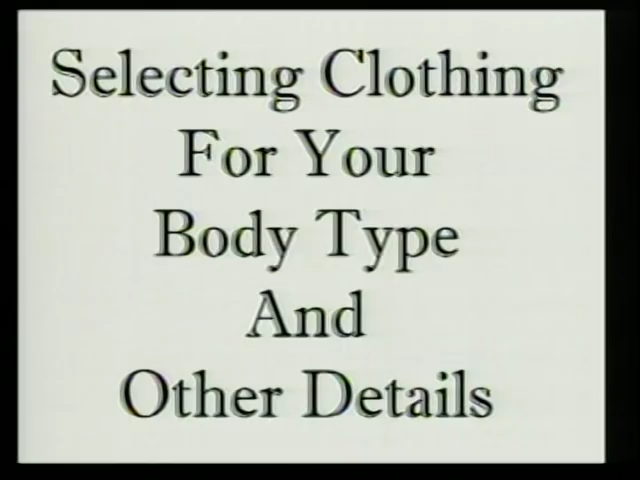 Selecting Clothing
For Your
Body Type
And
Other Details